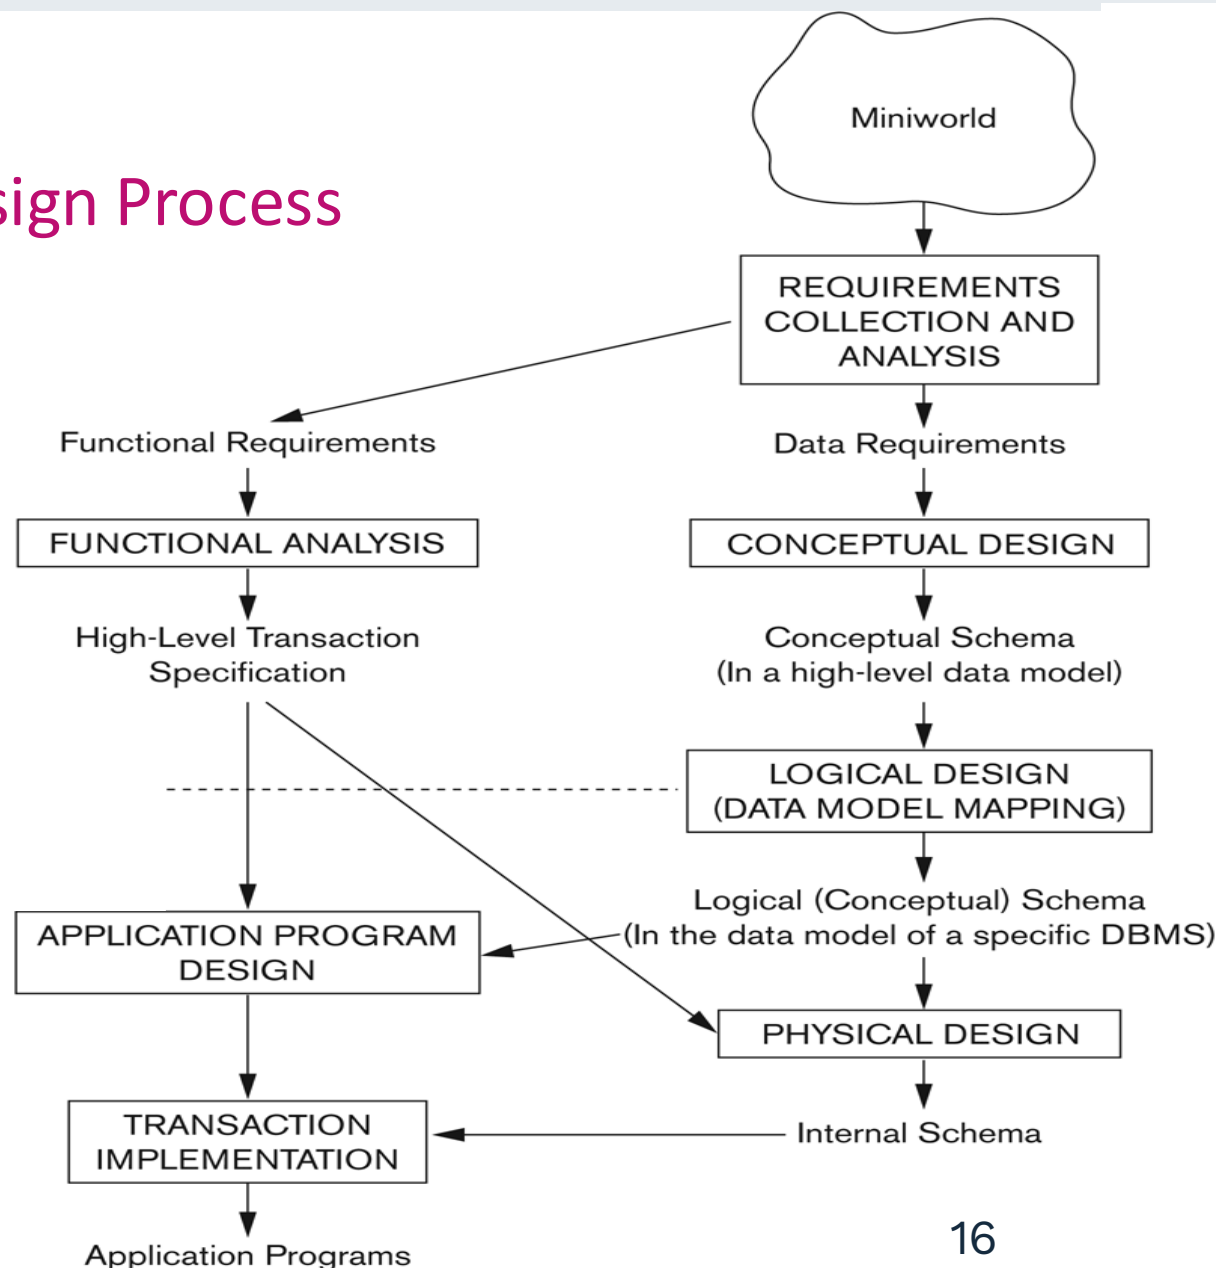 sign Process
Miniworld
REQUIREMENTS
COLLECTION AND
ANALYSIS
Functional Requirements
Data Requirements
FUNCTIONAL ANALYSIS
CONCEPTUAL DESIGN
High-Level Transaction
Specification
Conceptual Schema
(In a high-level data model)
LOGICAL DESIGN
(DATA MODEL MAPPING)
Logical (Conceptual) Schema
(In the data model of a specific DBMS)
APPLICATION PROGRAM
DESIGN
PHYSICAL DESIGN
TRANSACTION
IMPLEMENTATION
Internal Schema
Application Programs
16